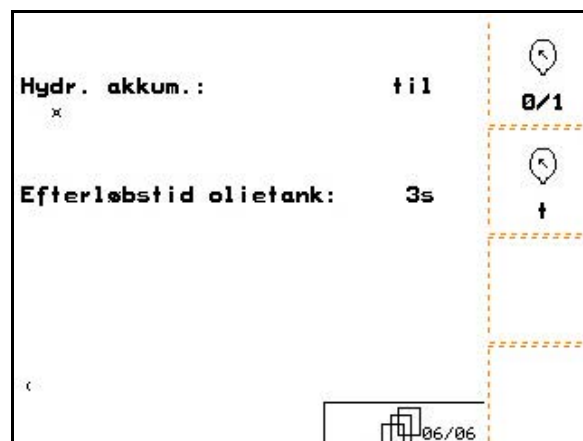 Hydr. akkum.: til
0/1
Efterløbstid olietank: 3s
t
06/06